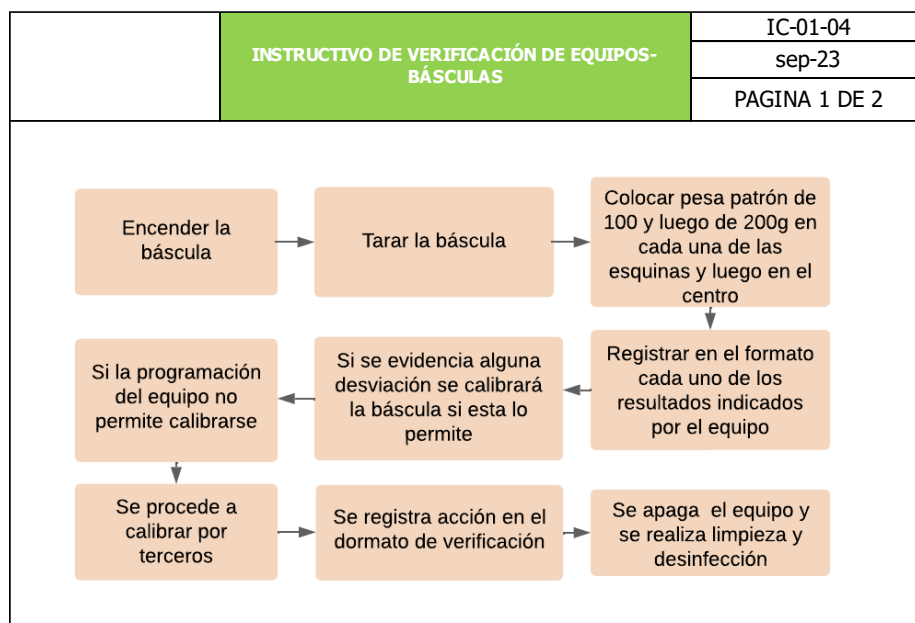 INSTRUCTIVO DE VERIFICACIÓN DE EQUIPOS-
BÁSCULAS
IC-01-04
sep-23
PAGINA 1 DE 2
Encender la
báscula
Tarar la báscula
Colocar pesa patrón de
100 y luego de 200g en
cada una de las
esquinas y luego en el
centro
Registrar en el formato
cada uno de los
resultados indicados
por el equipo
Si se evidencia alguna
desviación se calibrará
la báscula si esta lo
permite
Si la programación
del equipo no
permite calibrarse
Se procede a
calibrar por
terceros
Se registra acción en el
dormato de verificación
Se apaga el equipo y
se realiza limpieza y
desinfección